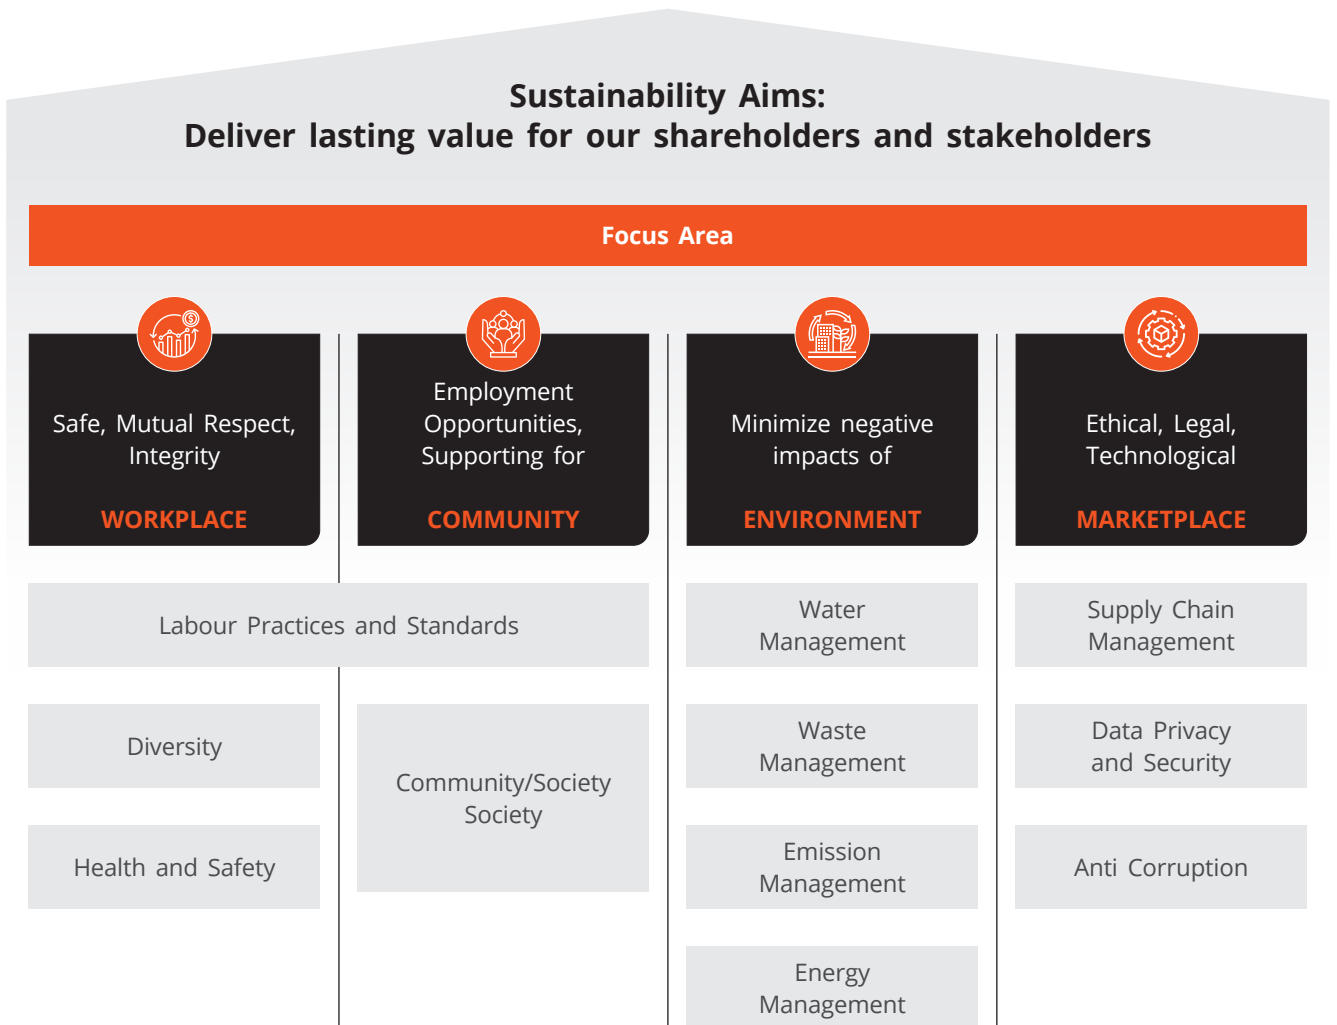 Sustainability Aims:
Deliver lasting value for our shareholders and stakeholders
Focus Area
Safe, Mutual Respect,
Integrity
WORKPLACE
Employment
Opportunities,
Supporting for
COMMUNITY
Minimize negative
impacts of
ENVIRONMENT
Ethical, Legal,
Technological
MARKETPLACE
Labour Practices and Standards
Diversity
Health and Safety
Community/Society
Society
Water
Management
Waste
Management
Emission
Management
Energy
Management
Supply Chain
Management
Data Privacy
and Security
Anti Corruption